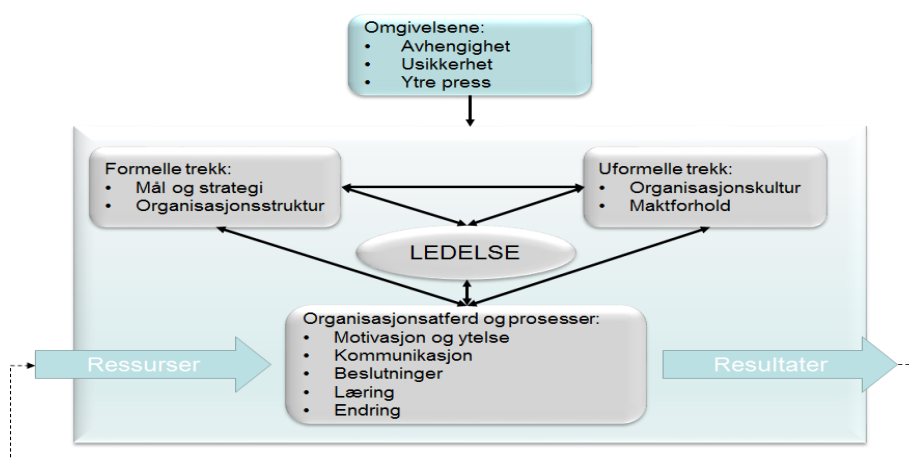 Omgivelsene:
• Avhengighet
• Usikkerhet
• Ytre press
Formelle trekk:
• Mål og strategi
• Organisasjonsstruktur
Uformelle trekk:
• Organisasjonskultur
• Maktforhold
LEDELSE
Organisasjonsatferd og prosesser:
• Motivasjon og ytelse
• Kommunikasjon
• Beslutninger
• Læring
• Endring
Ressurser
Resultater